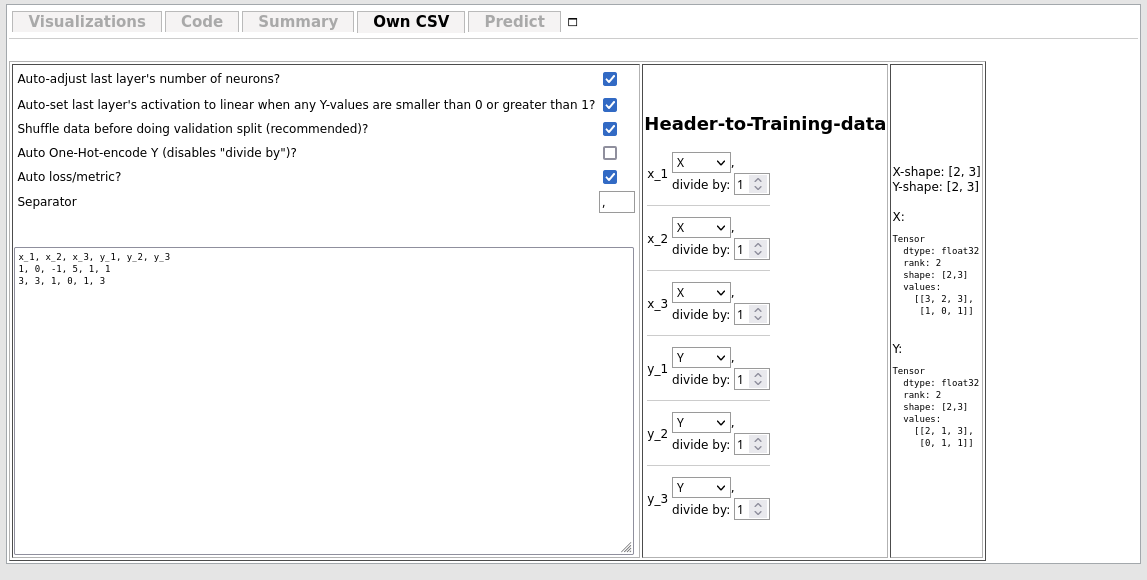 Visualizations Code Summary Own CSV Predict
Auto-adjust last layer's number of neurons?
Auto-set last layer's activation to linear when any Y-values are smaller than 0 or greater than 1?
Shuffle data before doing validation split (recommended)?
Auto One-Hot-encode Y (disables "divide by")?
Auto loss/metric?
Separator ,
x_1, x_2, x_3, y_1, y_2, y_3
1, 0, -1, 5, 1, 1
3, 3, 1, 0, 1, 3
Header-to-Training-data
x_1 X ,
divide by: 1
x_2 X ,
divide by: 1
x_3 X ,
divide by: 1
y_1 Y ,
divide by: 1
y_2 Y ,
divide by: 1
y_3 Y ,
divide by: 1
X-shape: [2, 3]
Y-shape: [2, 3]
X:
Tensor
dtype: float32
rank: 2
shape: [2,3]
values:
[[3, 2, 3],
[1, 0, 1]]
Y:
Tensor
dtype: float32
rank: 2
shape: [2,3]
values:
[[2, 1, 3],
[0, 1, 1]]